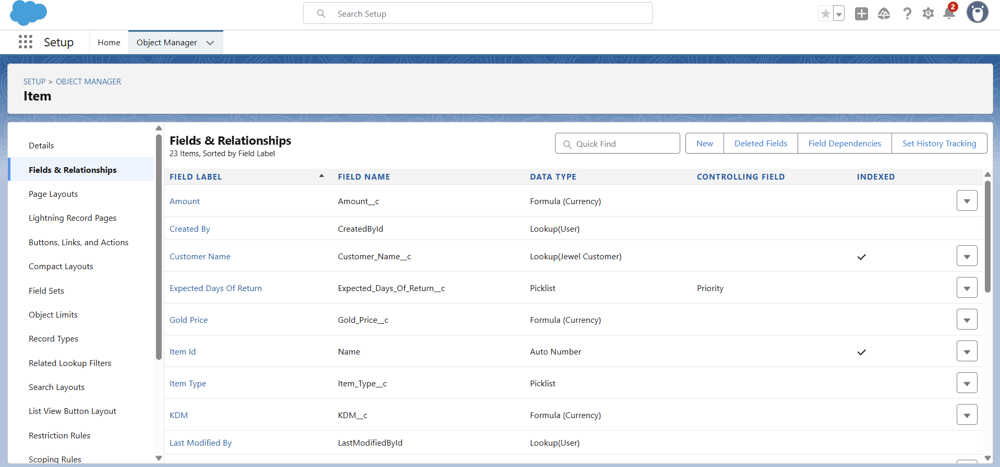 Search Setup
2
Setup
Home
Object Manager
SETUP > OBJECT MANAGER
Item
Details
Fields & Relationships
Page Layouts
Lightning Record Pages
Buttons, Links, and Actions
Compact Layouts
Field Sets
Object Limits
Record Types
Related Lookup Filters
Search Layouts
List View Button Layout
Restriction Rules
Scoping Rules
Fields & Relationships
23 Items, Sorted by Field Label
Quick Find
New
Deleted Fields
Field Dependencies
Set History Tracking
FIELD LABEL FIELD NAME DATA TYPE CONTROLLING FIELD INDEXED
Amount Amount__c Formula (Currency)
Created By CreatedById Lookup(User)
Customer Name Customer_Name__c Lookup(Jewel Customer)
Expected Days Of Return Expected_Days_Of_Return__c Picklist Priority
Gold Price Gold_Price__c Formula (Currency)
Item Id Name Auto Number
Item Type Item_Type__c Picklist
KDM KDM__c Formula (Currency)
Last Modified By LastModifiedById Lookup(User)